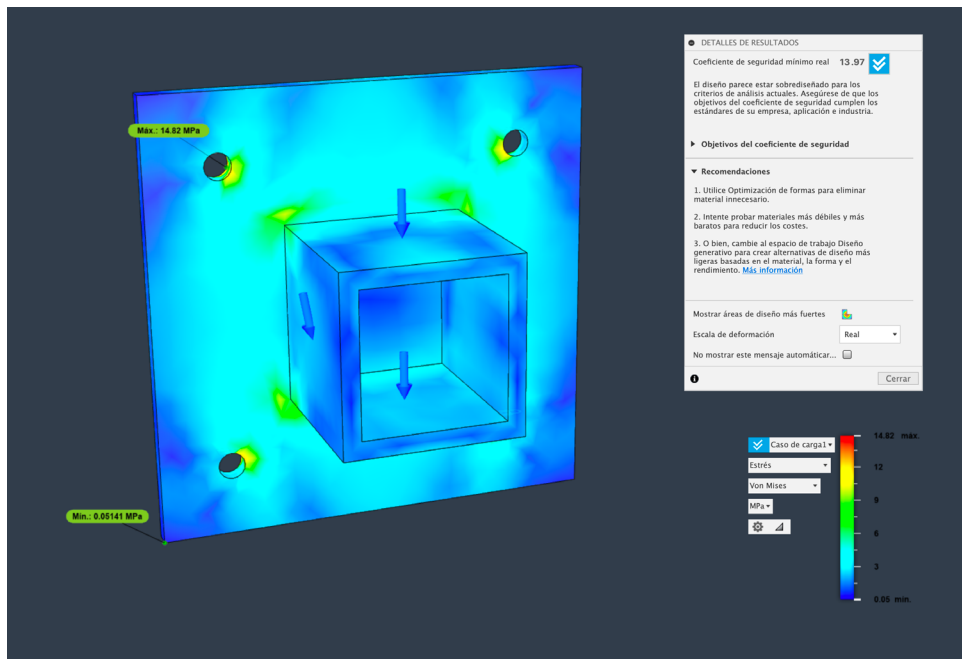 DETALLES DE RESULTADOS
Coeficiente de seguridad mínimo real 13.97
El diseño parece estar sobrediseñado para los
criterios de análisis actuales. Asegúrese de que los
objetivos del coeficiente de seguridad cumplen los
estándares de su empresa, aplicación e industria.
Objetivos del coeficiente de seguridad
Recomendaciones
1. Utilice Optimización de formas para eliminar
material innecesario.
2. Intente probar materiales más débiles y más
baratos para reducir los costes.
3. O bien, cambie al espacio de trabajo Diseño
generativo para crear alternativas de diseño más
ligeras basadas en el material, la forma y el
rendimiento. Más información
Mostrar áreas de diseño más fuertes
Escala de deformación Real
No mostrar este mensaje automáticar...
Cerrar
Máx.: 14.82 MPa
Mín.: 0.05141 MPa
Caso de carga1
Estrés
Von Mises
MPa
14.82 máx.
12
9
6
3
0.05 mín.